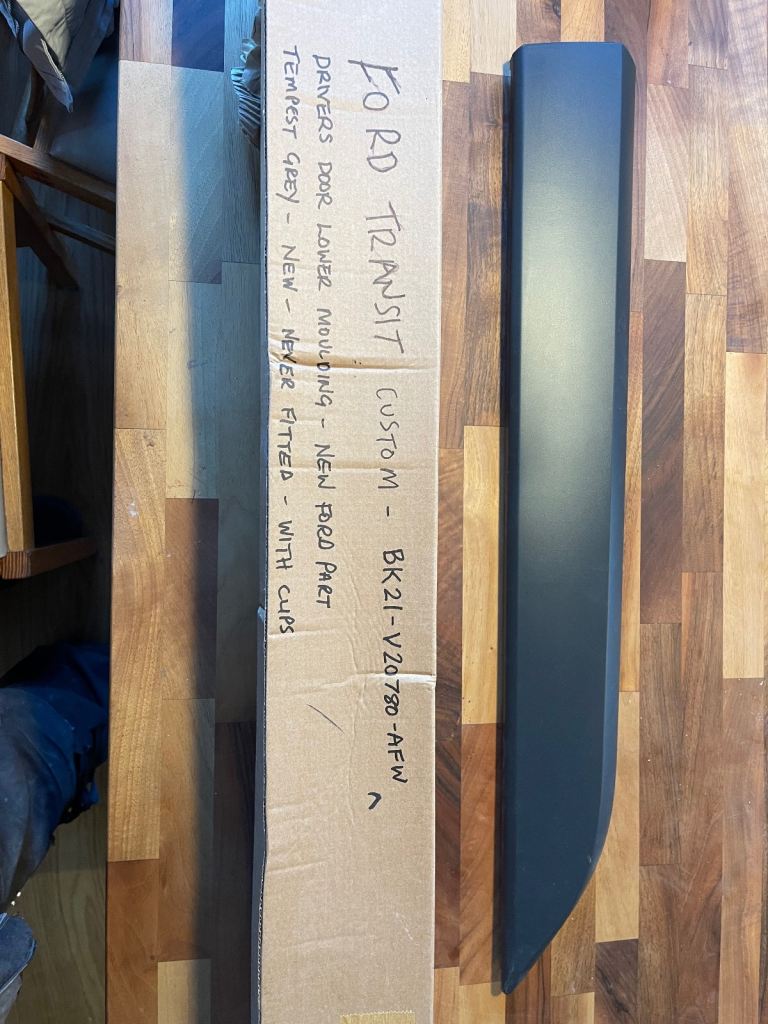 FORD TRANSIT CUSTOM - BK21-V20780-AFW
DRIVERS DOOR LOWER MOULDING - NEW FORD PART
TEMPEST GREY - NEW - NEVER FITTED - WITH CLIPS